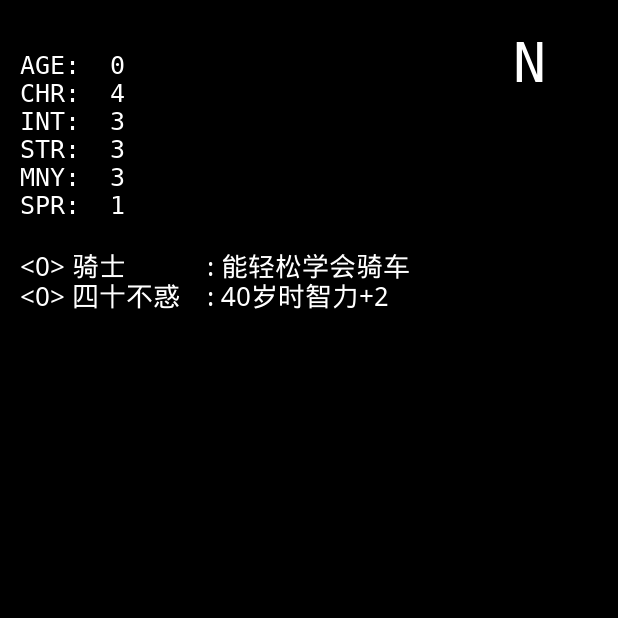 N
AGE: 0
CHR: 4
INT: 3
STR: 3
MNY: 3
SPR: 1
<0> 骑士 : 能轻松学会骑车
<0> 四十不惑 : 40岁时智力+2